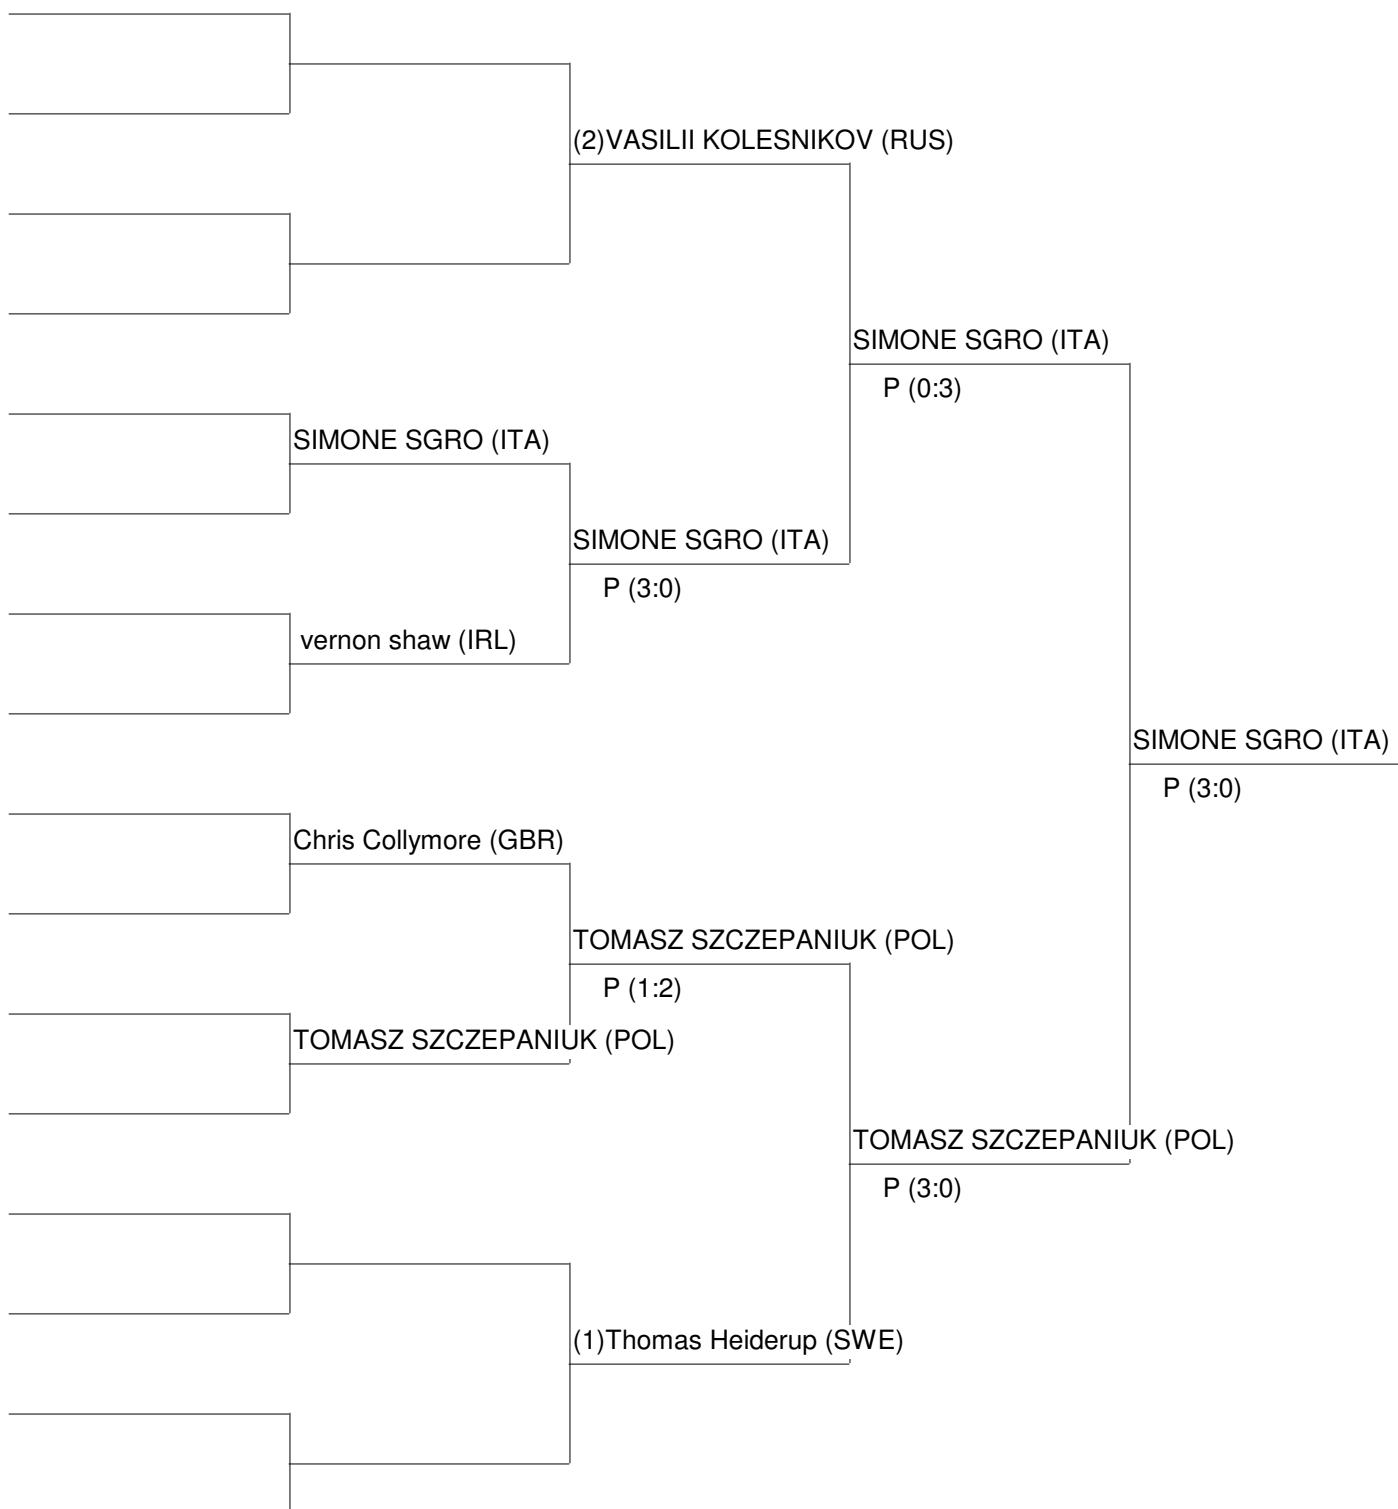 (2)VASILII KOLESNIKOV (RUS)
SIMONE SGRO (ITA)
P (0:3)
SIMONE SGRO (ITA)
SIMONE SGRO (ITA)
P (3:0)
vernon shaw (IRL)
SIMONE SGRO (ITA)
P (3:0)
Chris Collymore (GBR)
TOMASZ SZCZEPANIUK (POL)
P (1:2)
TOMASZ SZCZEPANIUK (POL)
TOMASZ SZCZEPANIUK (POL)
P (3:0)
(1)Thomas Heiderup (SWE)